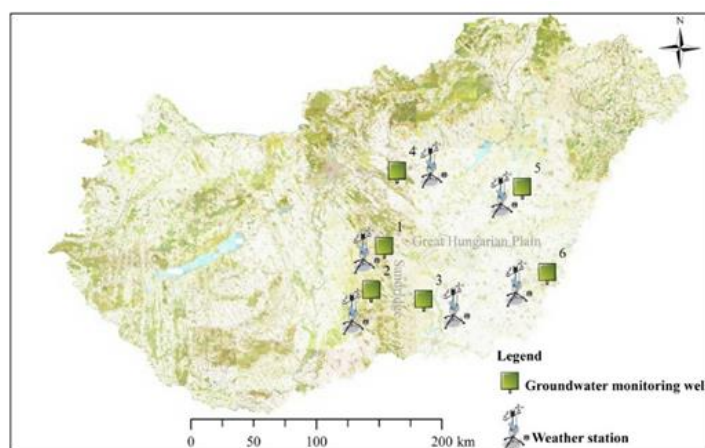 N
4
5
1
Great Hungarian Plain
6
2
3
Legend
Groundwater monitoring wel
Weather station
0 50 100 200 km